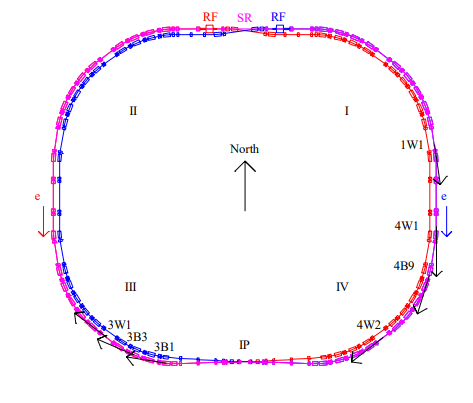 RF SR RF
II I
1W1
North
e e
4W1
4B9
III IV
3W1 4W2
3B3
3B1 IP